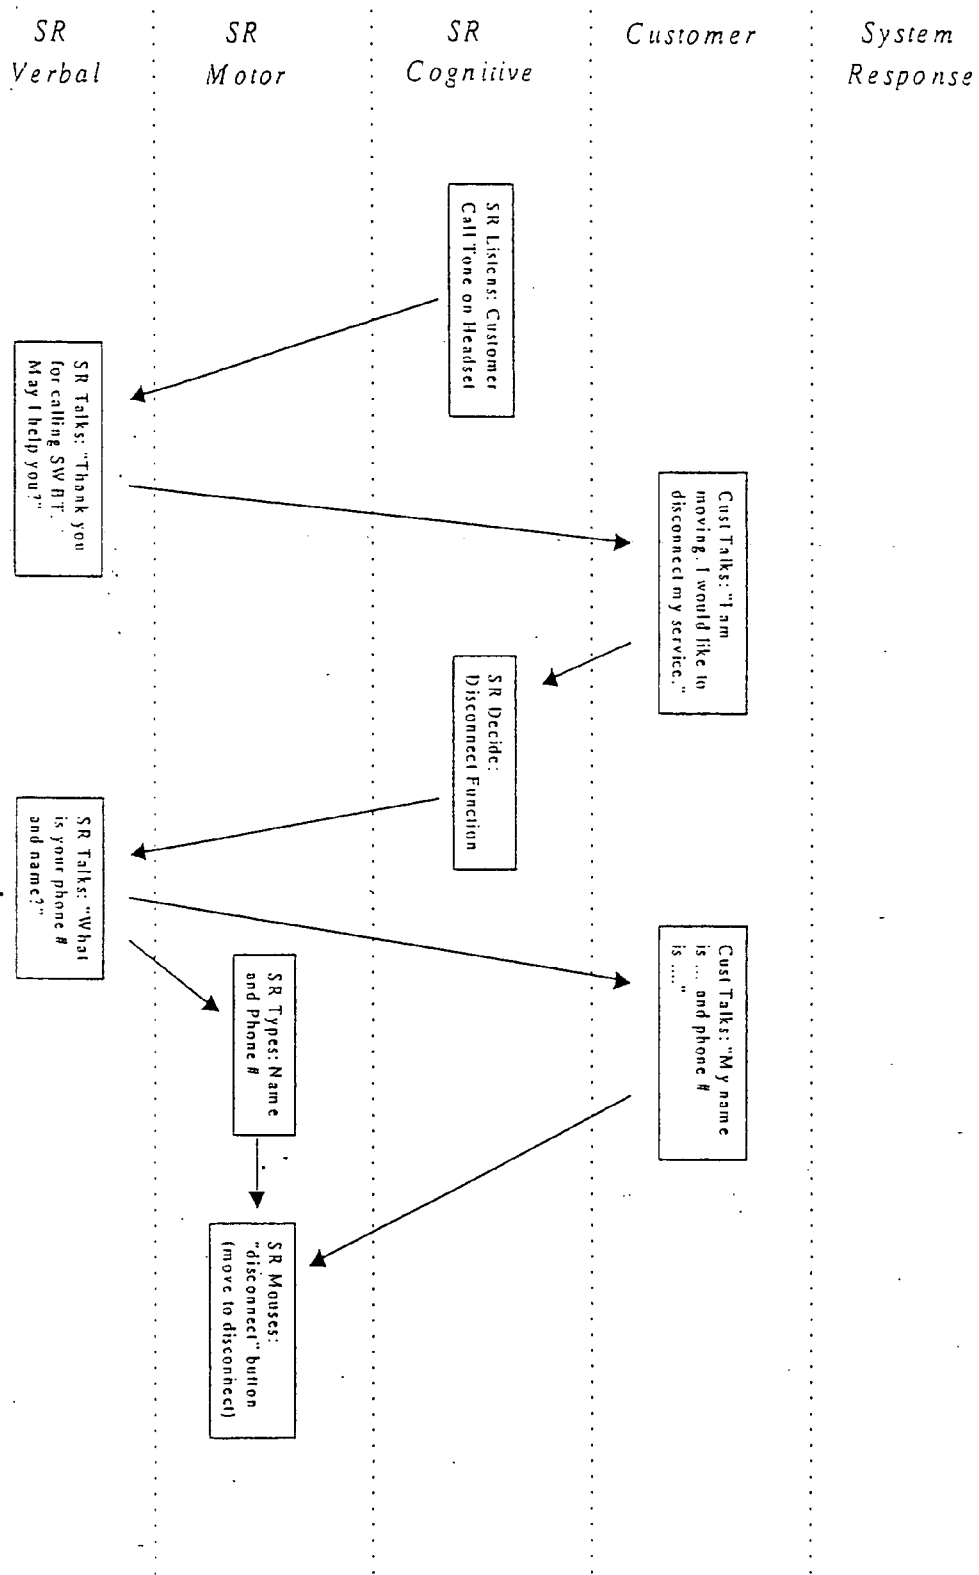 SR
Verbal
SR
Motor
SR
Cognitive
Customer
System
Response
SR Listens: Customer
Call Tone on Headset
SR Talks: "Thank you
for calling SWBT.
May I help you?"
Cust Talks: "I am
moving. I would like to
disconnect my service."
SR Decide:
Disconnect Function
SR Talks: "What
is your phone #
and name?"
Cust Talks: "My name
is ... and phone #
is ...."
SR Types: Name
and Phone #
SR Mouses:
"disconnect" button
(move to disconnect)